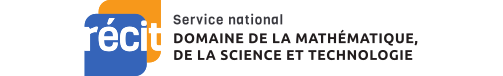 récit
Service national
DOMAINE DE LA MATHÉMATIQUE,
DE LA SCIENCE ET TECHNOLOGIE